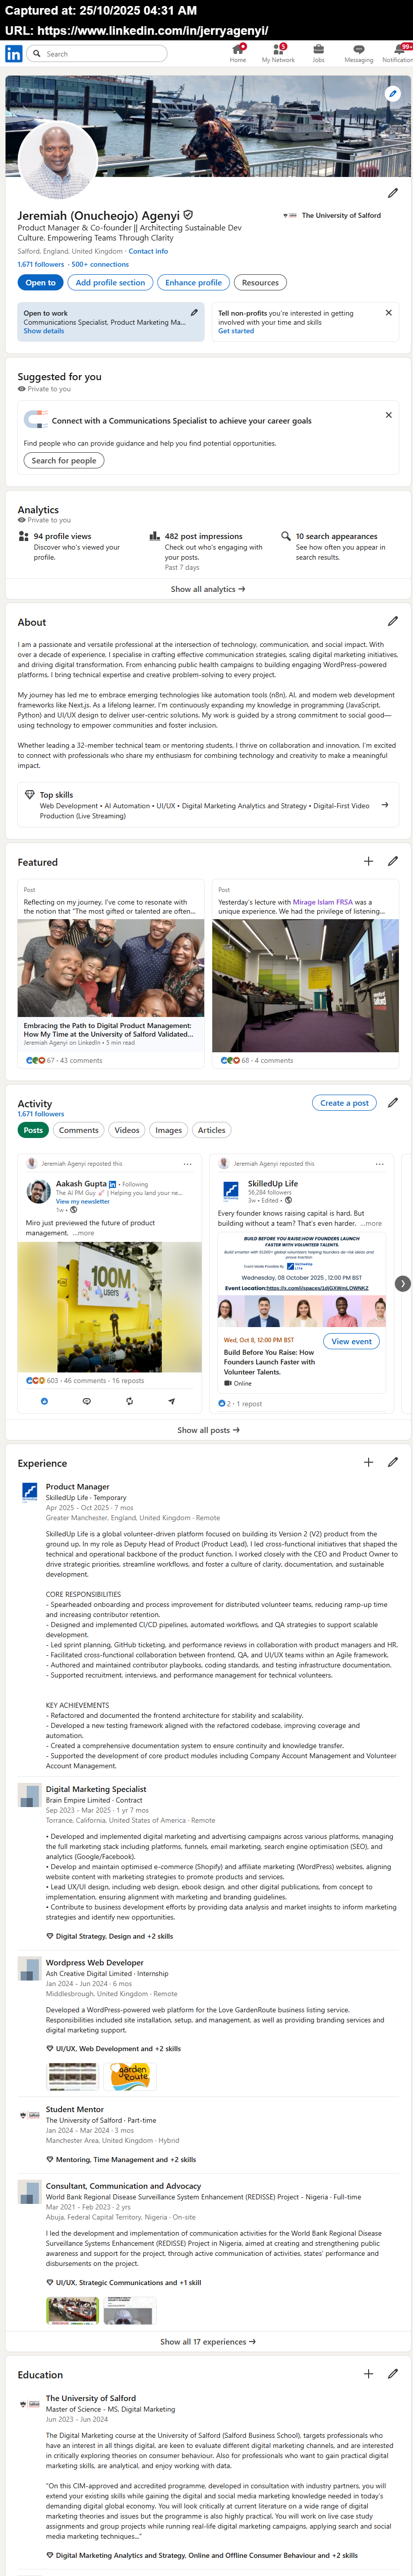 Captured at: 25/10/2025 04:31 AM
URL: https://www.linkedin.com/in/jerryagenyi/
in
Search
Home
My Network
5
Jobs
Messaging
Notification
99+
Jeremiah (Onucheojo) Agenyi
The University of Salford
Product Manager & Co-founder || Architecting Sustainable Dev
Culture. Empowering Teams Through Clarity
Salford, England, United Kingdom · Contact info
1,671 followers · 500+ connections
Open to
Add profile section
Enhance profile
Resources
Open to work
Communications Specialist, Product Marketing Ma...
Show details
Tell non-profits you're interested in getting
involved with your time and skills
Get started
Suggested for you
Private to you
Connect with a Communications Specialist to achieve your career goals
Find people who can provide guidance and help you find potential opportunities.
Search for people
Analytics
Private to you
94 profile views
Discover who's viewed your
profile.
482 post impressions
Check out who's engaging with
your posts.
Past 7 days
10 search appearances
See how often you appear in
search results.
Show all analytics →
About
I am a passionate and versatile professional at the intersection of technology, communication, and social impact. With
over a decade of experience, I specialise in crafting effective communication strategies, scaling digital marketing initiatives,
and driving digital transformation. From enhancing public health campaigns to building engaging WordPress-powered
platforms, I bring technical expertise and creative problem-solving to every project.
My journey has led me to embrace emerging technologies like automation tools (n8n), AI, and modern web development
frameworks like Next.js. As a lifelong learner, I'm continuously expanding my knowledge in programming (JavaScript,
Python) and UI/UX design to deliver user-centric solutions. My work is guided by a strong commitment to social good—
using technology to empower communities and foster inclusion.
Whether leading a 32-member technical team or mentoring students, I thrive on collaboration and innovation. I'm excited
to connect with professionals who share my enthusiasm for combining technology and creativity to make a meaningful
impact.
Top skills
Web Development • AI Automation • UI/UX • Digital Marketing Analytics and Strategy • Digital-First Video
Production (Live Streaming)
Featured
Post
Reflecting on my journey, I've come to resonate with
the notion that "The most gifted or talented are often...
Embracing the Path to Digital Product Management:
How My Time at the University of Salford Validated...
Jeremiah Agenyi on LinkedIn • 5 min read
67 · 43 comments
Post
Yesterday's lecture with Mirage Islam FRSA was a
unique experience. We had the privilege of listening...
68 · 4 comments
Activity
1,671 followers
Create a post
Posts
Comments
Videos
Images
Articles
Jeremiah Agenyi reposted this
Aakash Gupta in • Following
The AI PM Guy 🚀 | Helping you land your ne...
View my newsletter
1w •
Miro just previewed the future of product
management. ...more
100M
users
603 · 46 comments · 16 reposts
Jeremiah Agenyi reposted this
SkilledUp Life
56,284 followers
3w • Edited •
Every founder knows raising capital is hard. But
building without a team? That's even harder. ...more
BUILD BEFORE YOU RAISE:HOW FOUNDERS LAUNCH
FASTER WITH VOLUNTEER TALENTS.
Wednesday, 08 October 2025 , 12:00 PM BST
Event Location:https://x.com/i/spaces/1djGXWmLOWNKZ
Wed, Oct 8, 12:00 PM BST
Build Before You Raise: How
Founders Launch Faster with
Volunteer Talents.
Online
View event
2 · 1 repost
Show all posts →
Experience
Product Manager
SkilledUp Life · Temporary
Apr 2025 - Oct 2025 · 7 mos
Greater Manchester, England, United Kingdom · Remote
SkilledUp Life is a global volunteer-driven platform focused on building its Version 2 (V2) product from the
ground up. In my role as Deputy Head of Product (Product Lead), I led cross-functional initiatives that shaped the
technical and operational backbone of the product function. I worked closely with the CEO and Product Owner to
drive strategic priorities, streamline workflows, and foster a culture of clarity, documentation, and sustainable
development.
CORE RESPONSIBILITIES
- Spearheaded onboarding and process improvement for distributed volunteer teams, reducing ramp-up time
and increasing contributor retention.
- Designed and implemented CI/CD pipelines, automated workflows, and QA strategies to support scalable
development.
- Led sprint planning, GitHub ticketing, and performance reviews in collaboration with product managers and HR.
- Facilitated cross-functional collaboration between frontend, QA, and UI/UX teams within an Agile framework.
- Authored and maintained contributor playbooks, coding standards, and testing infrastructure documentation.
- Supported recruitment, interviews, and performance management for technical volunteers.
KEY ACHIEVEMENTS
- Refactored and documented the frontend architecture for stability and scalability.
- Developed a new testing framework aligned with the refactored codebase, improving coverage and
automation.
- Created a comprehensive documentation system to ensure continuity and knowledge transfer.
- Supported the development of core product modules including Company Account Management and Volunteer
Account Management.
Digital Marketing Specialist
Brain Empire Limited · Contract
Sep 2023 - Mar 2025 · 1 yr 7 mos
Torrance, California, United States of America · Remote
• Developed and implemented digital marketing and advertising campaigns across various platforms, managing
the full marketing stack including platforms, funnels, email marketing, search engine optimisation (SEO), and
analytics (Google/Facebook).
• Develop and maintain optimised e-commerce (Shopify) and affiliate marketing (WordPress) websites, aligning
website content with marketing strategies to promote products and services.
• Lead UX/UI design, including web design, ebook design, and other digital publications, from concept to
implementation, ensuring alignment with marketing and branding guidelines.
• Contribute to business development efforts by providing data analysis and market insights to inform marketing
strategies and identify new opportunities.
Digital Strategy, Design and +2 skills
Wordpress Web Developer
Ash Creative Digital Limited · Internship
Jan 2024 - Jun 2024 · 6 mos
Middlesbrough, United Kingdom · Remote
Developed a WordPress-powered web platform for the Love GardenRoute business listing service.
Responsibilities included site installation, setup, and management, as well as providing branding services and
digital marketing support.
UI/UX, Web Development and +2 skills
garden
Route
Student Mentor
The University of Salford · Part-time
Jan 2024 - Mar 2024 · 3 mos
Manchester Area, United Kingdom · Hybrid
Mentoring, Time Management and +2 skills
Consultant, Communication and Advocacy
World Bank Regional Disease Surveillance System Enhancement (REDISSE) Project - Nigeria · Full-time
Mar 2021 - Feb 2023 · 2 yrs
Abuja, Federal Capital Territory, Nigeria · On-site
I led the development and implementation of communication activities for the World Bank Regional Disease
Surveillance Systems Enhancement (REDISSE) Project in Nigeria, aimed at creating and strengthening public
awareness and support for the project, through active communication of activities, states' performance and
disbursements on the project.
UI/UX, Strategic Communications and +1 skill
Show all 17 experiences →
Education
The University of Salford
Master of Science - MS, Digital Marketing
Jun 2023 - Jun 2024
The Digital Marketing course at the University of Salford (Salford Business School), targets professionals who
have an interest in all things digital, are keen to evaluate different digital marketing channels, and are interested
in critically exploring theories on consumer behaviour. Also for professionals who want to gain practical digital
marketing skills, are analytical, and enjoy working with data.
"On this CIM-approved and accredited programme, developed in consultation with industry partners, you will
extend your existing skills while gaining the digital and social media marketing knowledge needed in today's
demanding digital global economy. You will look critically at current literature on a wide range of digital
marketing theories and issues but the programme is also highly practical. You will work on live case study
assignments and group projects while running real-life digital marketing campaigns, applying search and social
media marketing techniques..."
Digital Marketing Analytics and Strategy, Online and Offline Consumer Behaviour and +2 skills